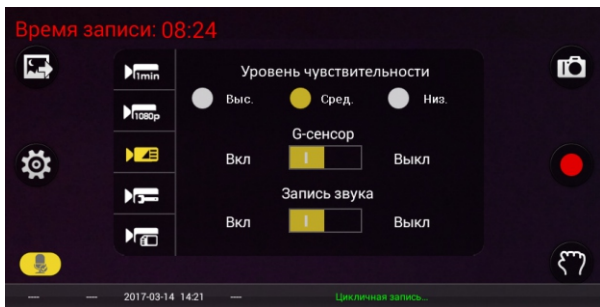 Время записи: 08:24
1min
Уровень чувствительности
Выс. Сред. Низ.
1080p
G-сенсор
Вкл Выкл
Запись звука
Вкл Выкл
---- ---- 2017-03-14 14:21 ---- Цикличная запись...